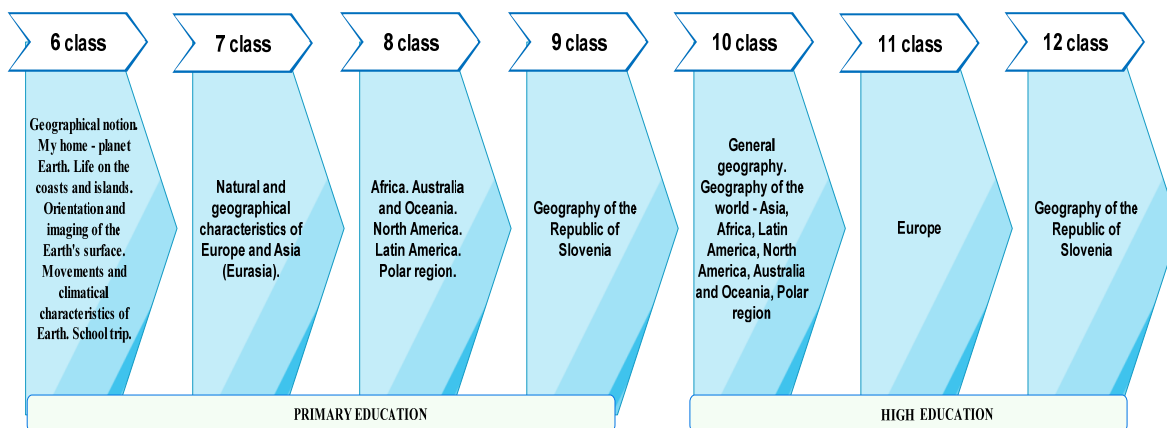 6 class
Geographical notion.
My home - planet
Earth. Life on the
coasts and islands.
Orientation and
imaging of the
Earth's surface.
Movements and
climatical
characteristics of
Earth. School trip.
7 class
Natural and
geographical
characteristics of
Europe and Asia
(Eurasia).
8 class
Africa. Australia
and Oceania.
North America.
Latin America.
Polar region.
9 class
Geography of the
Republic of
Slovenia
10 class
General
geography.
Geography of the
world - Asia,
Africa, Latin
America, North
America, Australia
and Oceania, Polar
region
11 class
Europe
12 class
Geography of the
Republic of
Slovenia
PRIMARY EDUCATION
HIGH EDUCATION